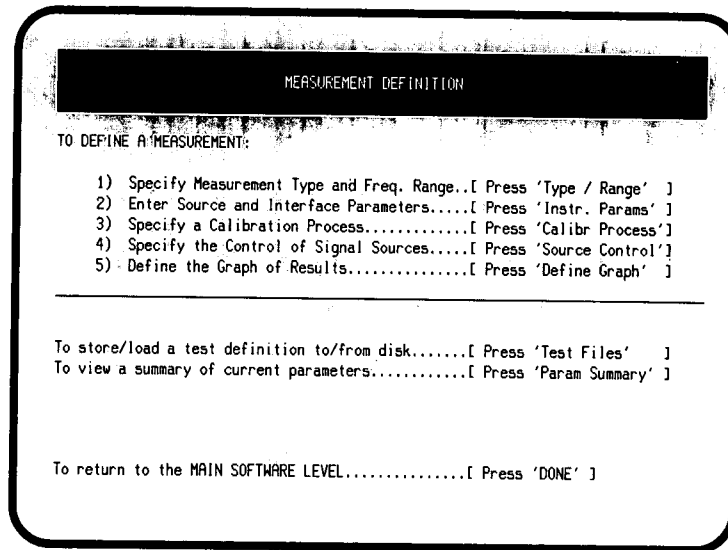 MEASUREMENT DEFINITION
TO DEFINE A MEASUREMENT:
1) Specify Measurement Type and Freq. Range..[ Press 'Type / Range' ]
2) Enter Source and Interface Parameters.....[ Press 'Instr. Params' ]
3) Specify a Calibration Process.............[ Press 'Calibr Process']
4) Specify the Control of Signal Sources.....[ Press 'Source Control']
5) Define the Graph of Results...............[ Press 'Define Graph' ]
To store/load a test definition to/from disk.......[ Press 'Test Files' ]
To view a summary of current parameters............[ Press 'Param Summary' ]
To return to the MAIN SOFTWARE LEVEL...............[ Press 'DONE' ]